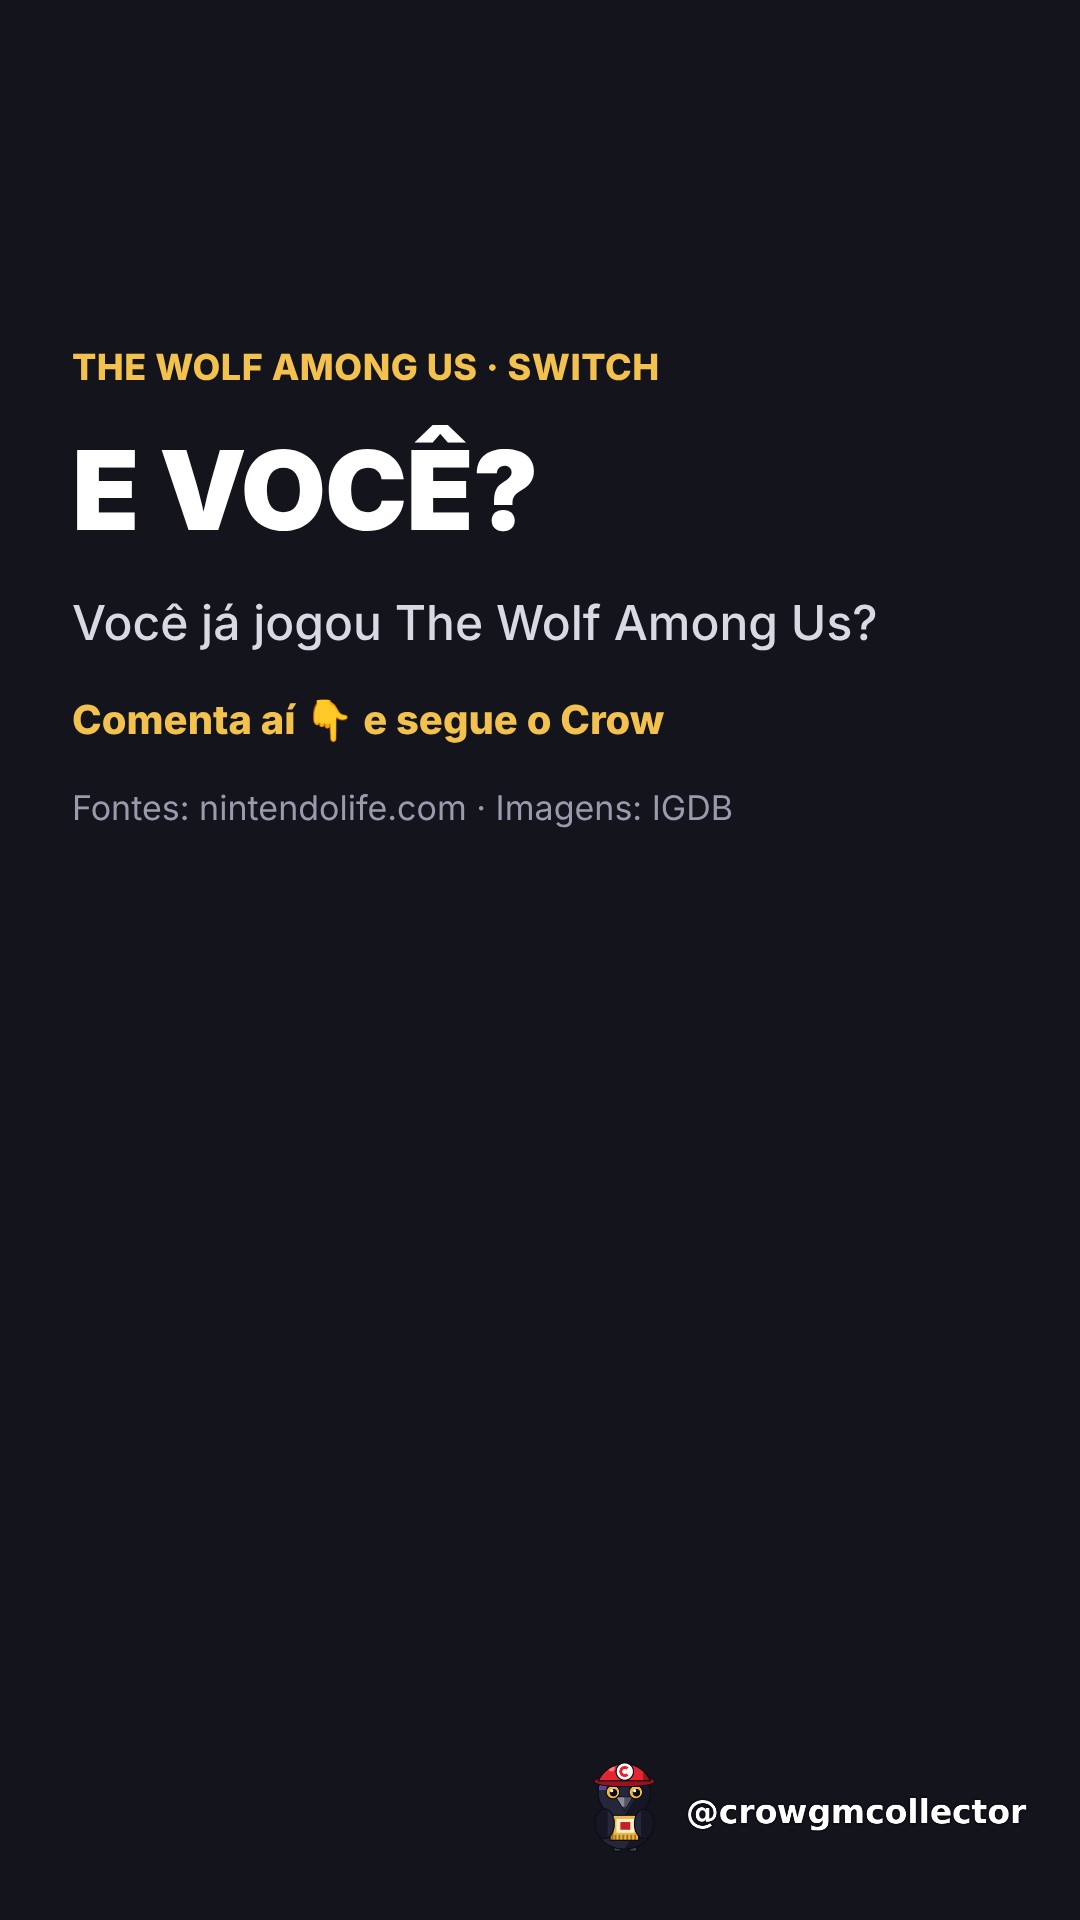 THE WOLF AMONG US · SWITCH
E VOCÊ?
Você já jogou The Wolf Among Us?
Comenta aí 👇 e segue o Crow
Fontes: nintendolife.com · Imagens: IGDB
C
@crowgmcollector